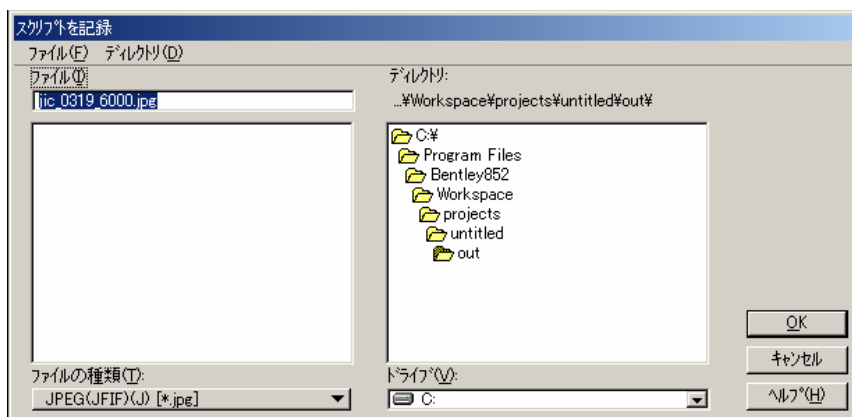 スクリプトを記録
ファイル(F) ディレクトリ(D)
ファイル(I)
jic_0319_6000.jpg
ディレクトリ:
...¥Workspace¥projects¥untitled¥out¥
C:¥
Program Files
Bentley852
Workspace
projects
untitled
out
OK
キャンセル
ヘルプ(H)
ファイルの種類(T):
JPEG(JFIF)(J) [*.jpg]
ドライブ(V):
C: